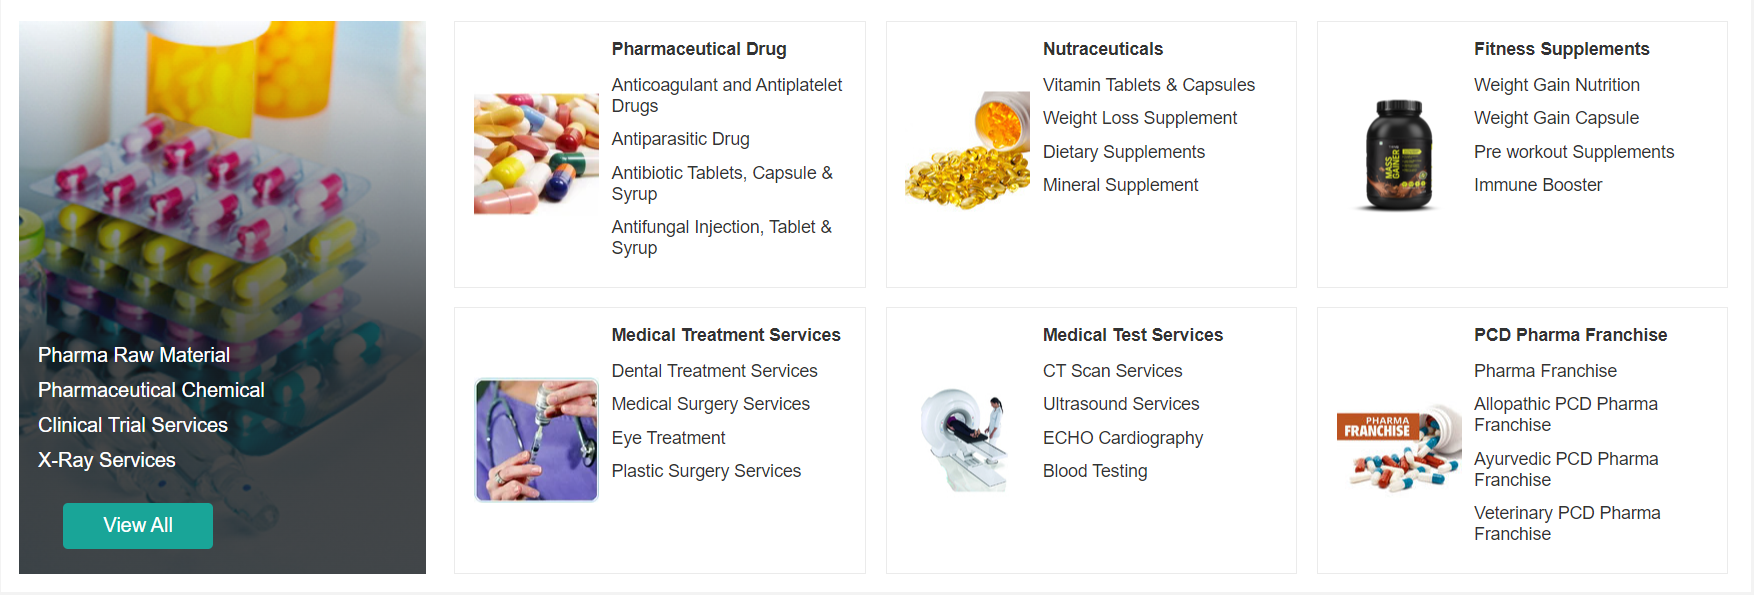 Pharma Raw Material
Pharmaceutical Chemical
Clinical Trial Services
X-Ray Services
View All
Pharmaceutical Drug
Anticoagulant and Antiplatelet
Drugs
Antiparasitic Drug
Antibiotic Tablets, Capsule &
Syrup
Antifungal Injection, Tablet &
Syrup
Nutraceuticals
Vitamin Tablets & Capsules
Weight Loss Supplement
Dietary Supplements
Mineral Supplement
Fitness Supplements
MASS
GAINER
Weight Gain Nutrition
Weight Gain Capsule
Pre workout Supplements
Immune Booster
Medical Treatment Services
Dental Treatment Services
Medical Surgery Services
Eye Treatment
Plastic Surgery Services
Medical Test Services
CT Scan Services
Ultrasound Services
ECHO Cardiography
Blood Testing
PCD Pharma Franchise
PHARMA
FRANCHISE
Pharma Franchise
Allopathic PCD Pharma
Franchise
Ayurvedic PCD Pharma
Franchise
Veterinary PCD Pharma
Franchise